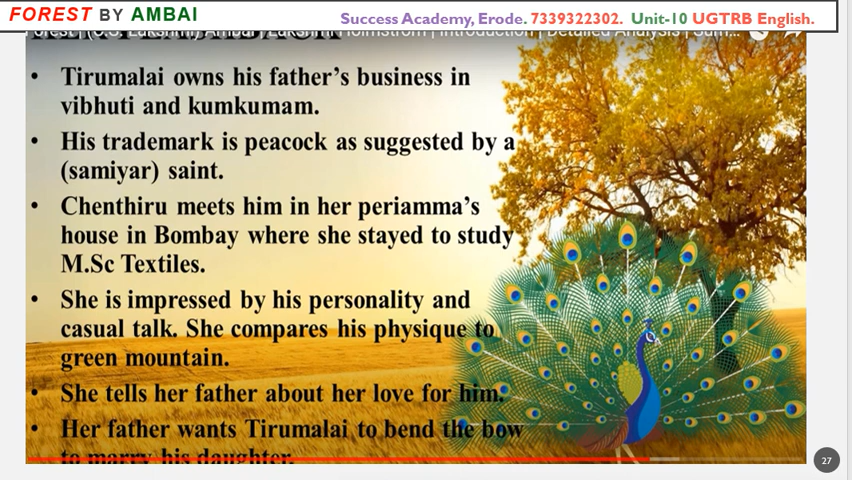 FOREST BY AMBAI
Success Academy, Erode. 7339322302. Unit-10 UGTRB English.
• Tirumalai owns his father's business in
vibhuti and kumkumam.
• His trademark is peacock as suggested by a
(samiyar) saint.
• Chenthiru meets him in her periamma's
house in Bombay where she stayed to study
M.Sc Textiles.
• She is impressed by his personality and
casual talk. She compares his physique to
green mountain.
• She tells her father about her love for him.
• Her father wants Tirumalai to bend the bow
to marry his daughter.
27